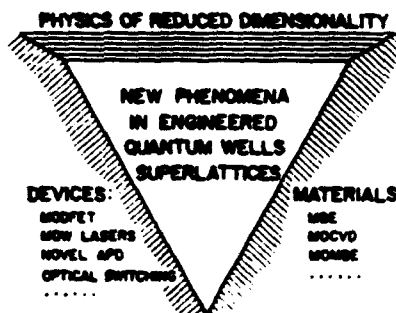 PHYSICS OF REDUCED DIMENSIONALITY
NEW PHENOMENA
IN ENGINEERED
QUANTUM WELLS
SUPERLATTICES
DEVICES:
MODFET
MQW LASERS
NOVEL APD
OPTICAL SWITCHING
......
MATERIALS
MBE
MOCVD
MOMBE
......